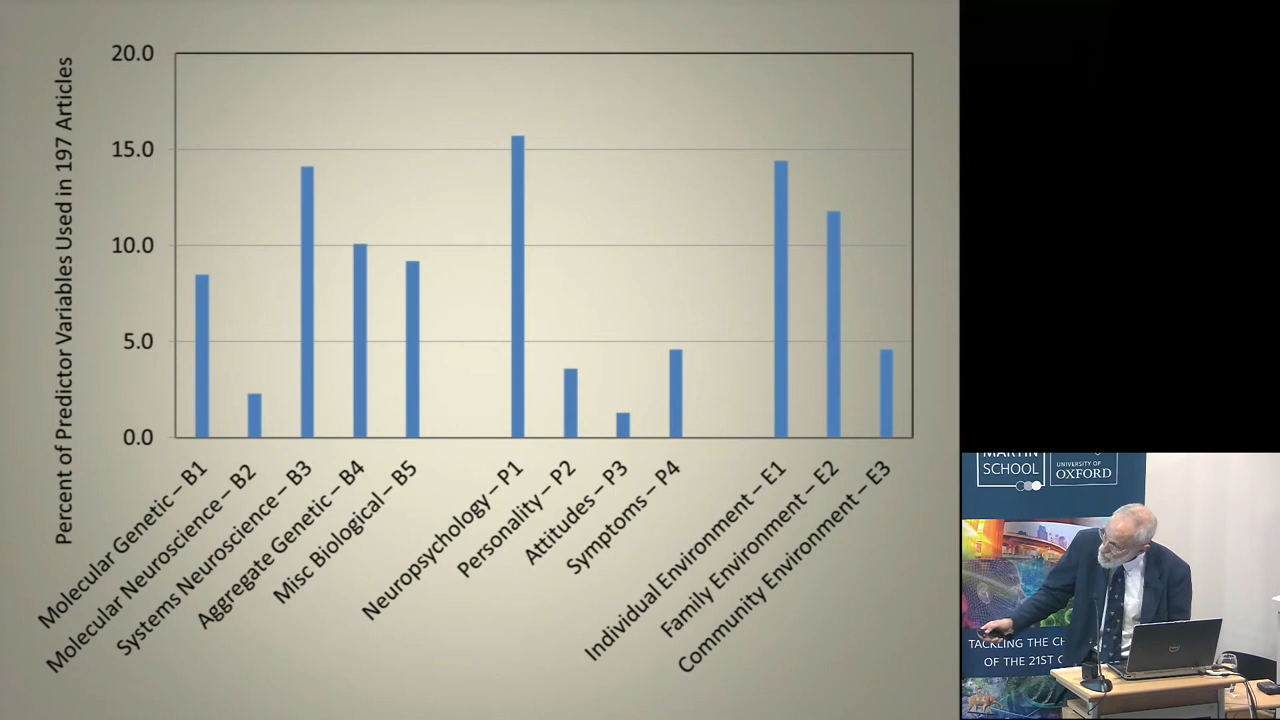 Percent of Predictor Variables Used in 197 Articles
20.0
15.0
10.0
5.0
0.0
Molecular Genetic – B1
Molecular Neuroscience – B2
Systems Neuroscience – B3
Aggregate Genetic – B4
Misc Biological – B5
Neuropsychology – P1
Personality – P2
Attitudes – P3
Symptoms – P4
Individual Environment – E1
Family Environment – E2
Community Environment – E3
MARTIN
SCHOOL
UNIVERSITY OF
OXFORD
TACKLING THE CH
OF THE 21ST C